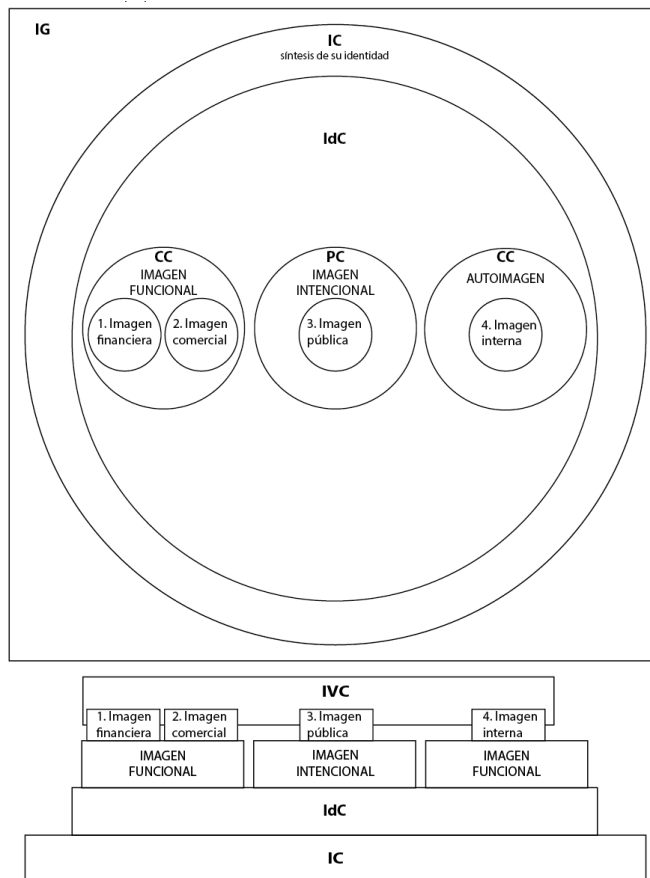 IG
IC
síntesis de su identidad
IdC
CC
IMAGEN
FUNCIONAL
1. Imagen
financiera
2. Imagen
comercial
PC
IMAGEN
INTENCIONAL
3. Imagen
pública
CC
AUTOIMAGEN
4. Imagen
interna
IVC
1. Imagen
financiera
2. Imagen
comercial
3. Imagen
pública
4. Imagen
interna
IMAGEN
FUNCIONAL
IMAGEN
INTENCIONAL
IMAGEN
FUNCIONAL
IdC
IC